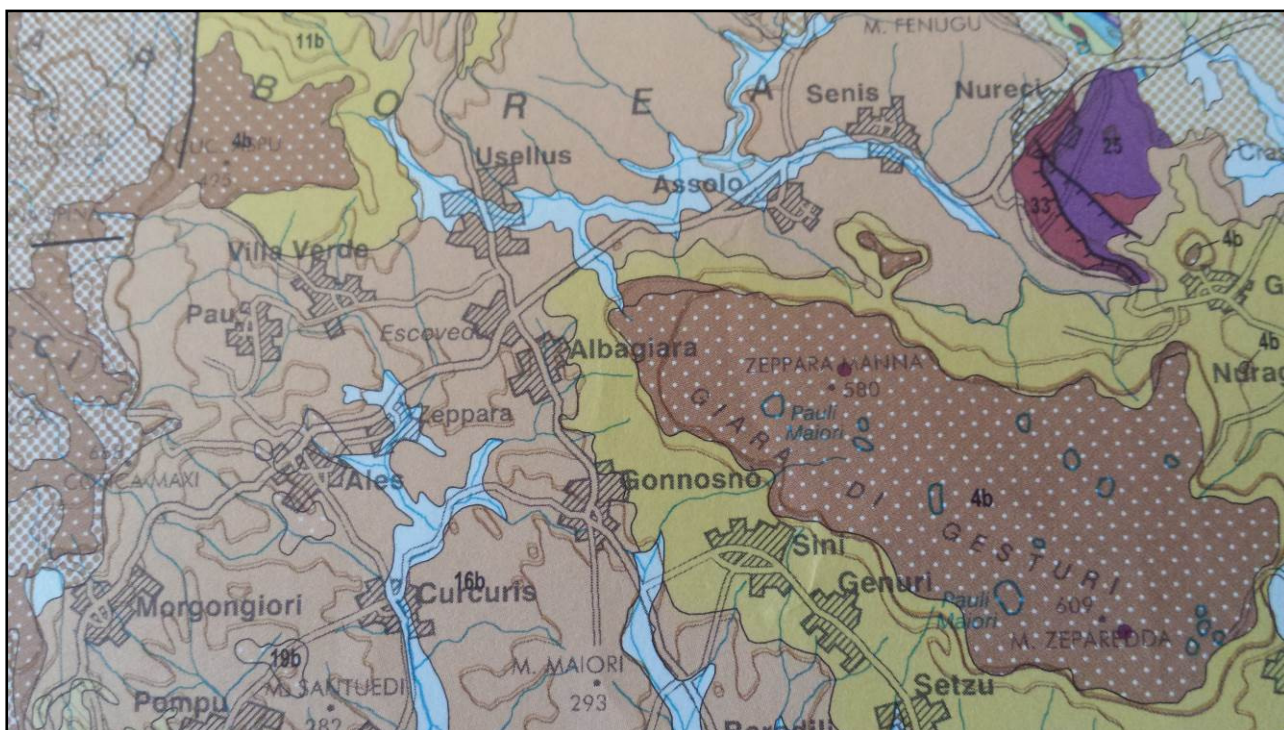 M. FENUGU
11b
B O R E A
Senis
Nureci
4b
25
Usellus
Assolo
33
Villa Verde
4b
Pau
Escovedu
Albagiara
ZEPPARA MANNA
580
4b
Zeppara
Pauli
Maiori
GIARA DI GESTURI
Ales
Gonnosno
4b
Sini
Genuri
Pauli
Maiori
609
M. ZEPAREDDA
16b
Curcuris
Morgongiori
19b
M. SANTUEDI
282
M. MAIORI
293
Pompu
Setzu